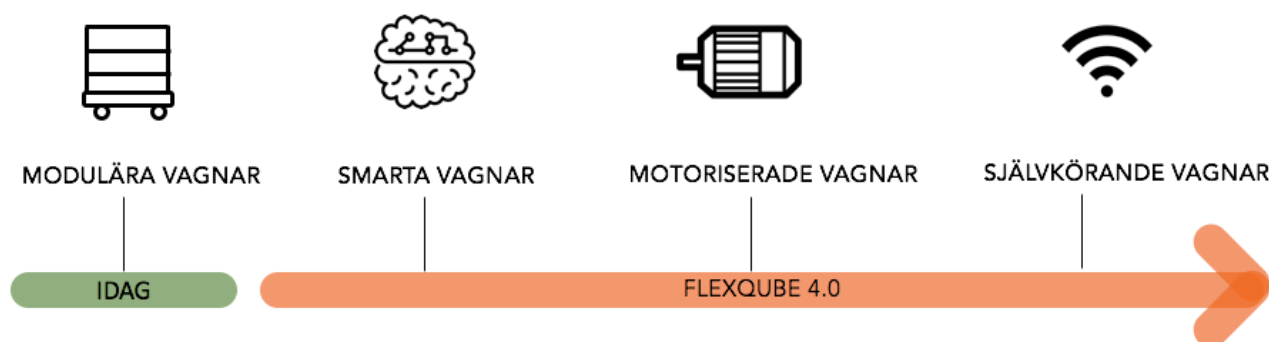 MODULÄRA VAGNAR
SMARTA VAGNAR
MOTORISERADE VAGNAR
SJÄLVKÖRANDE VAGNAR
IDAG
FLEXQUBE 4.0